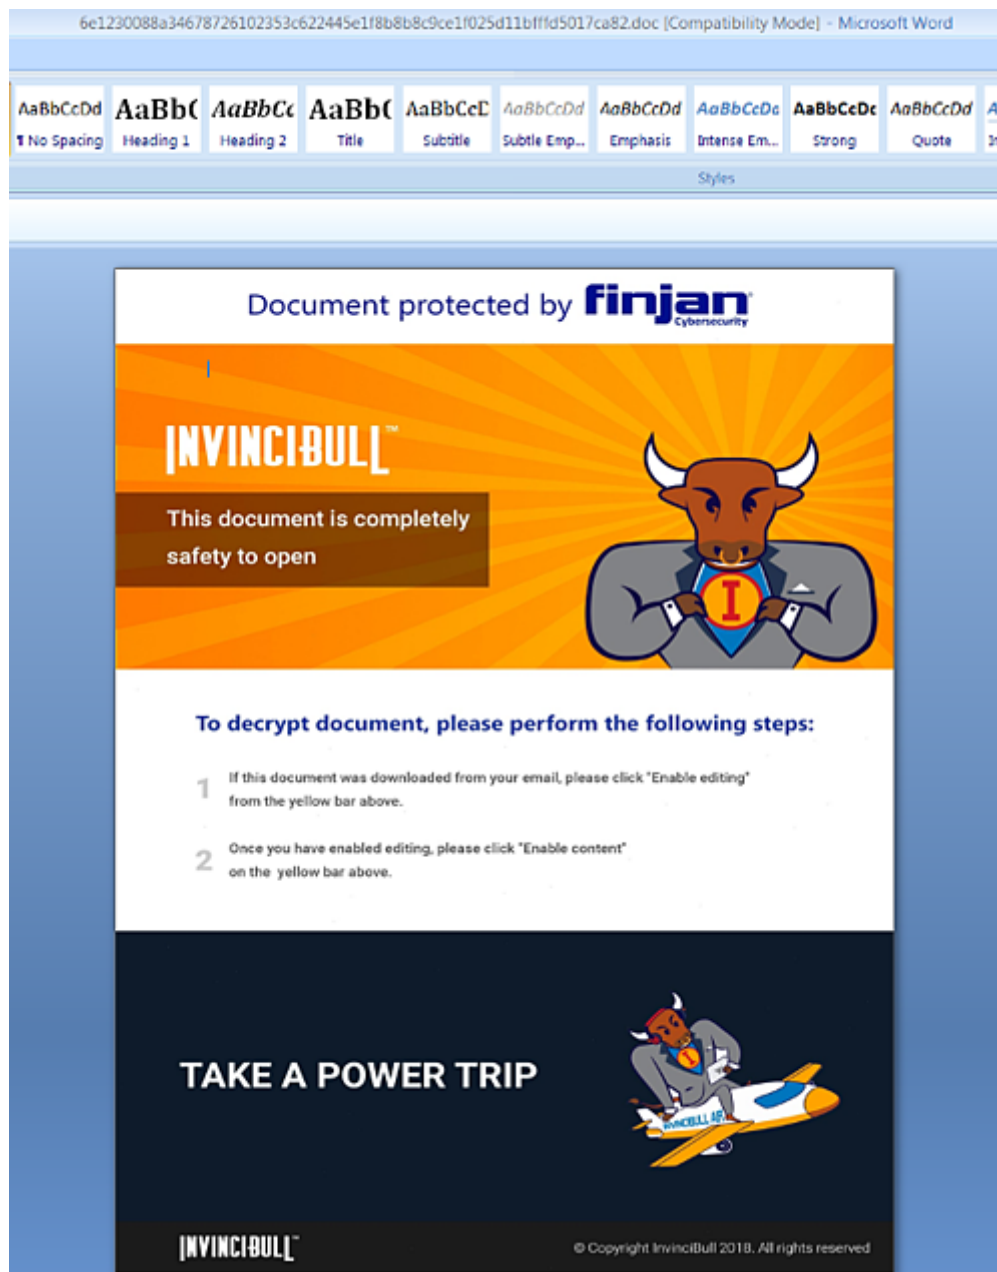 6e1230088a34678726102353c622445e1f8b8b8c9ce1f025d11bfffd5017ca82.doc [Compatibility Mode] - Microsoft Word
AaBbCcDd AaBb( AaBbCc AaBb( AaBbCcD AaBbCcDd AaBbCcDd AaBbCcDd AaBbCcDc AaBbCcDd
¶ No Spacing Heading 1 Heading 2 Title Subtitle Subtle Emp... Emphasis Intense Em... Strong Quote
Styles
Document protected by finjan
Cybersecurity
INVINCIBULL™
This document is completely
safety to open
I
To decrypt document, please perform the following steps:
1 If this document was downloaded from your email, please click "Enable editing"
from the yellow bar above.
2 Once you have enabled editing, please click "Enable content"
on the yellow bar above.
TAKE A POWER TRIP
I
INVINCIBULL AIR
INVINCIBULL™
© Copyright InvinciBull 2018. All rights reserved